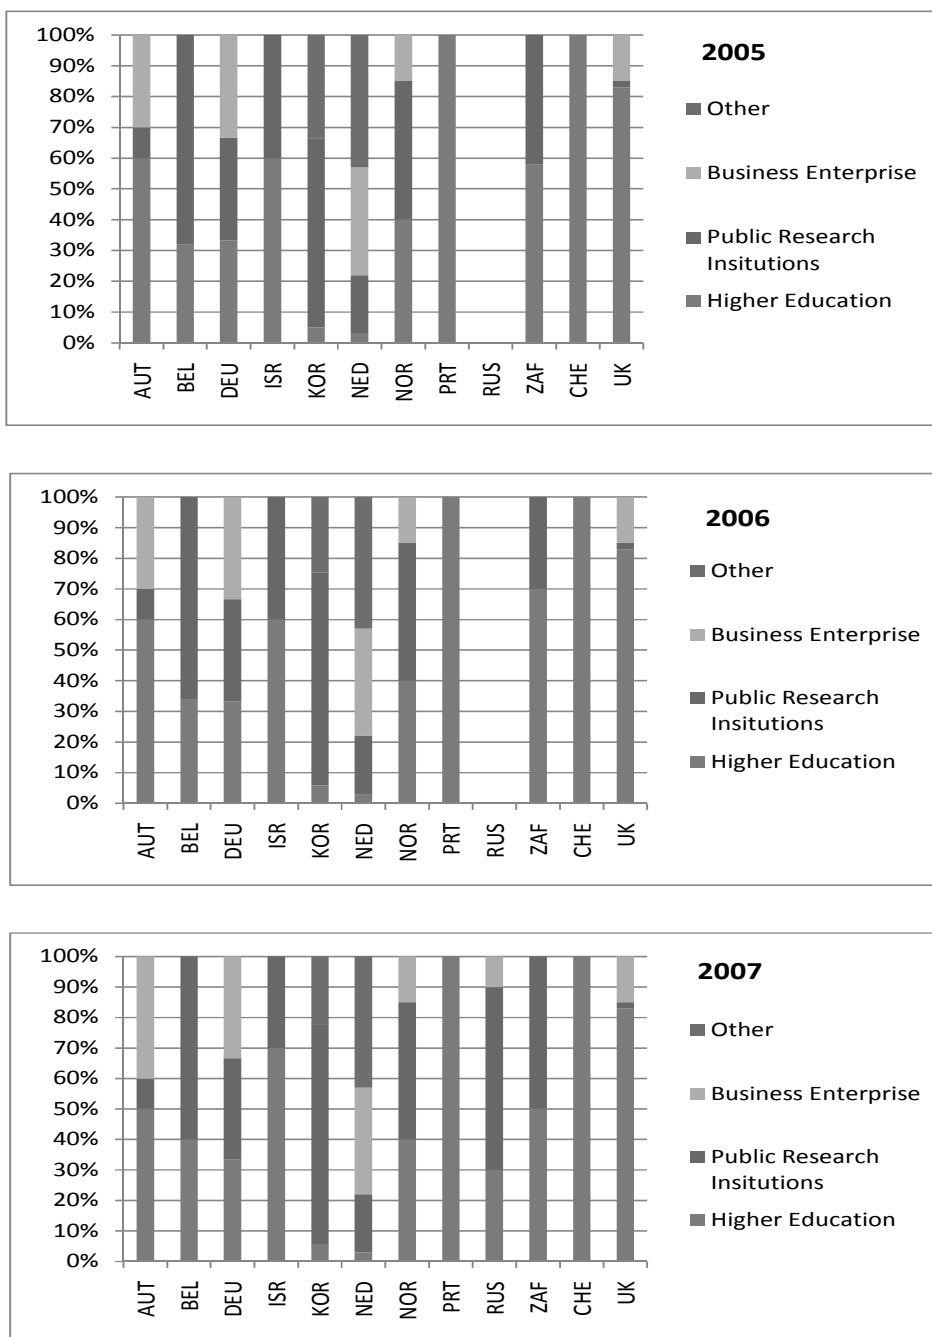 100%
90%
80%
70%
60%
50%
40%
30%
20%
10%
0%
AUT
BEL
DEU
ISR
KOR
NED
NOR
PRT
RUS
ZAF
CHE
UK
2005
Other
Business Enterprise
Public Research
Insitutions
Higher Education
100%
90%
80%
70%
60%
50%
40%
30%
20%
10%
0%
AUT
BEL
DEU
ISR
KOR
NED
NOR
PRT
RUS
ZAF
CHE
UK
2006
Other
Business Enterprise
Public Research
Insitutions
Higher Education
100%
90%
80%
70%
60%
50%
40%
30%
20%
10%
0%
AUT
BEL
DEU
ISR
KOR
NED
NOR
PRT
RUS
ZAF
CHE
UK
2007
Other
Business Enterprise
Public Research
Insitutions
Higher Education